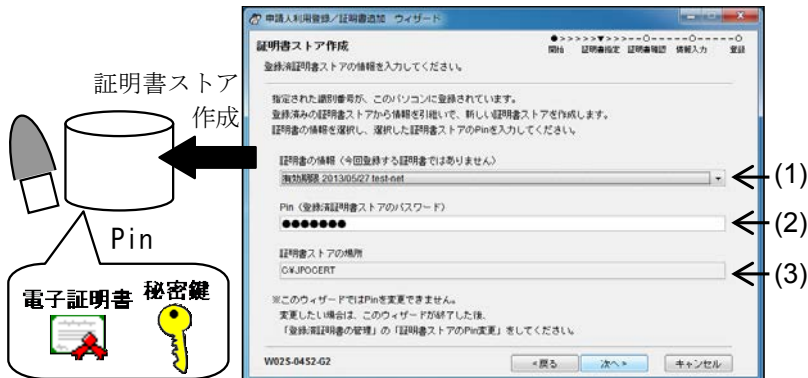 証明書ストア
作成
Pin
電子証明書
秘密鍵
申請人利用登録／証明書追加 ウィザード
証明書ストア作成
●>>>>>▼>>>--○-----○-----○
開始 証明書指定 証明書確認 情報入力 登録
登録済証明書ストアの情報を入力してください。
指定された識別番号が、このパソコンに登録されています。
登録済みの証明書ストアから情報を引継いで、新しい証明書ストアを作成します。
証明書の情報を選択し、選択した証明書ストアのPinを入力してください。
証明書の情報（今回登録する証明書ではありません）
有効期限 2013/05/27 test-net
(1)
Pin（登録済証明書ストアのパスワード）
●●●●●●●
(2)
証明書ストアの場所
C:¥JPOCERT
(3)
※このウィザードではPinを変更できません。
変更したい場合は、このウィザードが終了した後、
「登録済証明書の管理」の「証明書ストアのPin変更」をしてください。
W025-0452-G2
<戻る
次へ>
キャンセル